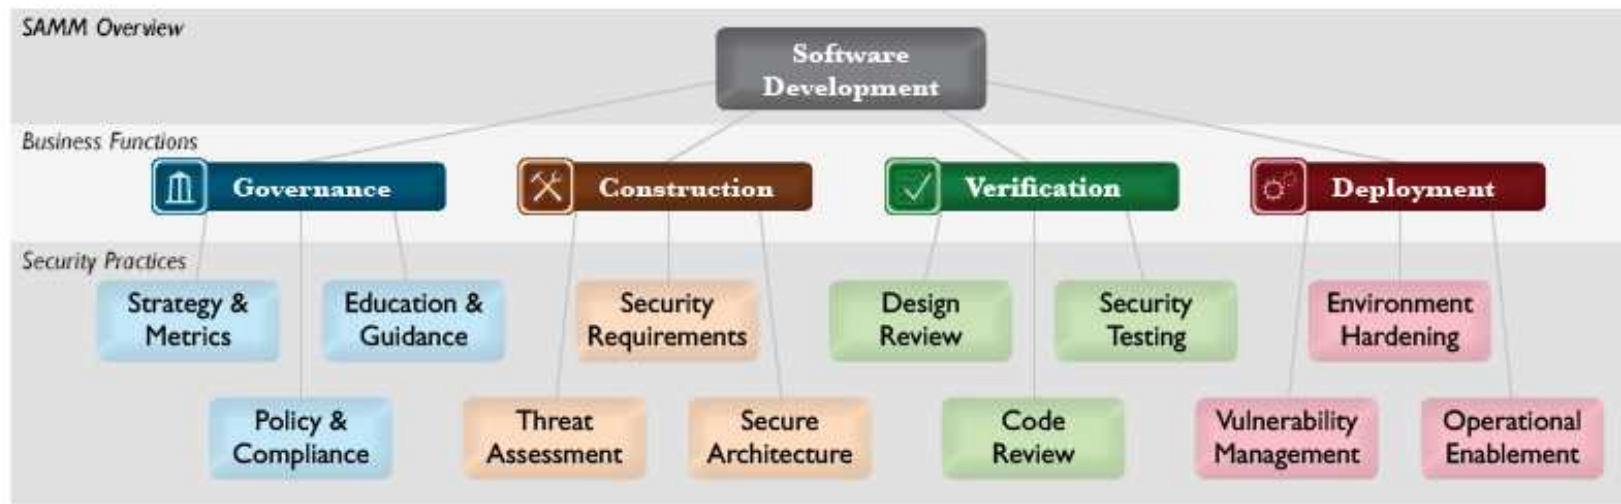 SAMM Overview
Software
Development
Business Functions
Governance
Construction
Verification
Deployment
Security Practices
Strategy &
Metrics
Education &
Guidance
Security
Requirements
Design
Review
Security
Testing
Environment
Hardening
Policy &
Compliance
Threat
Assessment
Secure
Architecture
Code
Review
Vulnerability
Management
Operational
Enablement